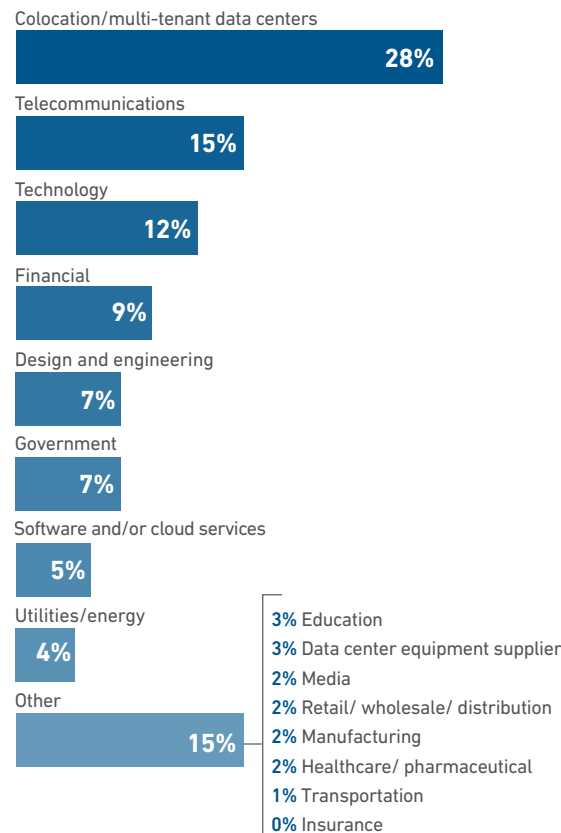 Colocation/multi-tenant data centers
28%
Telecommunications
15%
Technology
12%
Financial
9%
Design and engineering
7%
Government
7%
Software and/or cloud services
5%
Utilities/energy
4%
Other
15%
3% Education
3% Data center equipment supplier
2% Media
2% Retail/ wholesale/ distribution
2% Manufacturing
2% Healthcare/ pharmaceutical
1% Transportation
0% Insurance